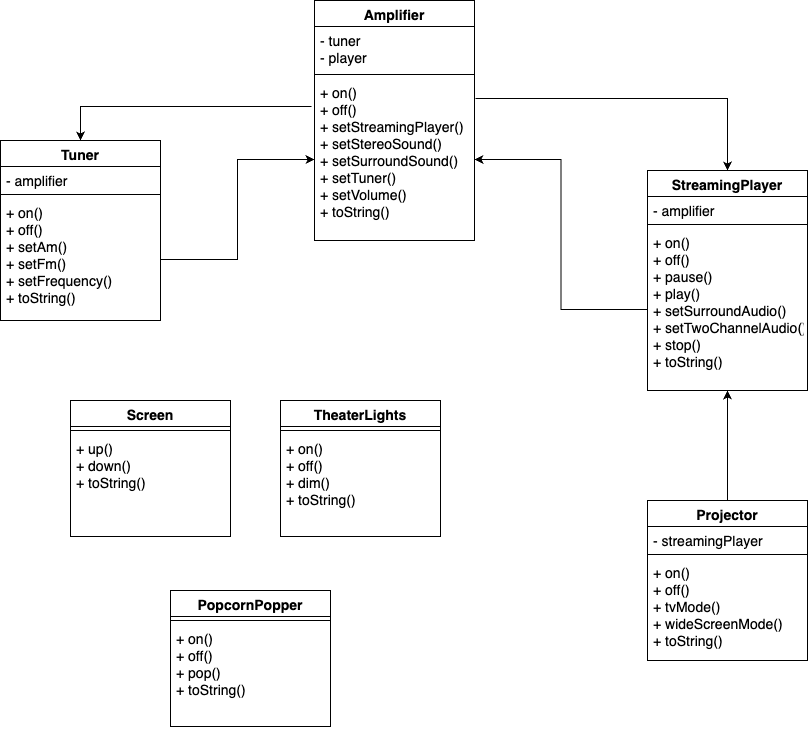 Amplifier
- tuner
- player
+ on()
+ off()
+ setStreamingPlayer()
+ setStereoSound()
+ setSurroundSound()
+ setTuner()
+ setVolume()
+ toString()
Tuner
- amplifier
+ on()
+ off()
+ setAm()
+ setFm()
+ setFrequency()
+ toString()
StreamingPlayer
- amplifier
+ on()
+ off()
+ pause()
+ play()
+ setSurroundAudio()
+ setTwoChannelAudio(
+ stop()
+ toString()
Screen
+ up()
+ down()
+ toString()
TheaterLights
+ on()
+ off()
+ dim()
+ toString()
Projector
- streamingPlayer
+ on()
+ off()
+ tvMode()
+ wideScreenMode()
+ toString()
PopcornPopper
+ on()
+ off()
+ pop()
+ toString()